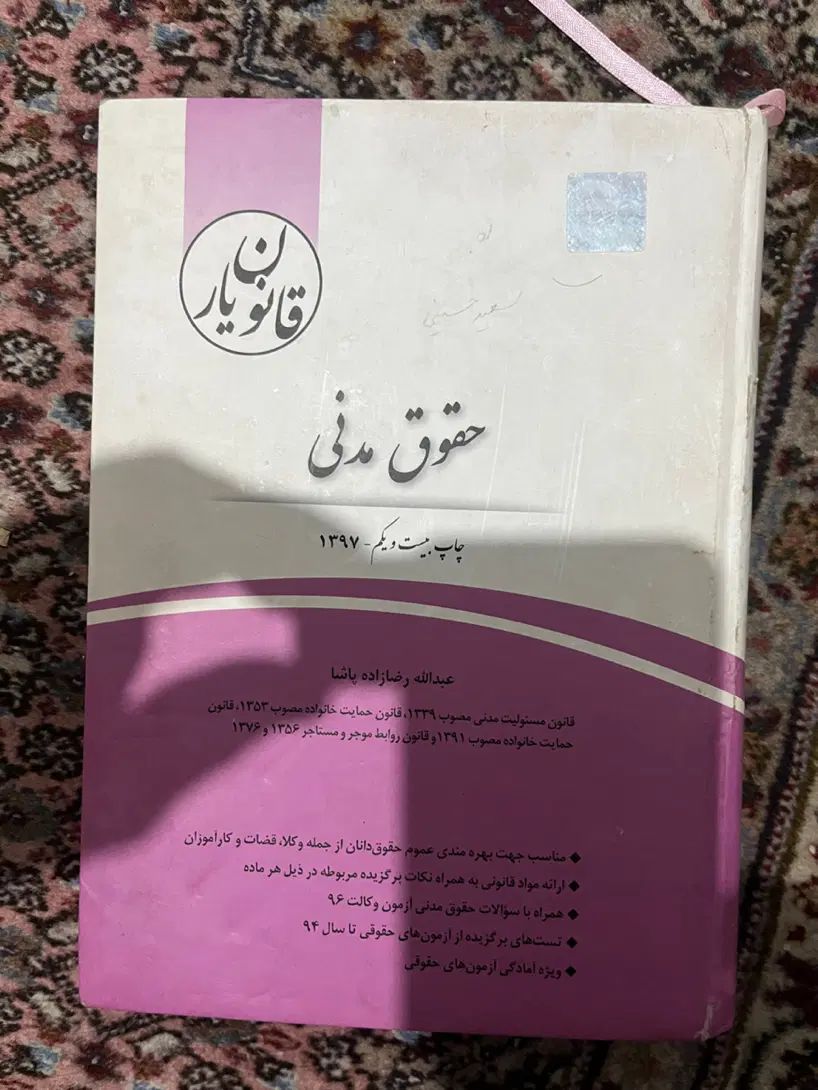 قانون یار
سعید حسینی
حقوق مدنی
چاپ بیست و یکم - ۱۳۹۷
عبدالله رضازاده پاشا
قانون مسئولیت مدنی مصوب ۱۳۳۹، قانون حمایت خانواده مصوب ۱۳۵۳، قانون
حمایت خانواده مصوب ۱۳۹۱ و قانون روابط موجر و مستاجر ۱۳۵۶ و ۱۳۷۶
◆ مناسب جهت بهره مندی عموم حقوق‌دانان از جمله وکلا، قضات و کارآموزان
◆ ارائه مواد قانونی به همراه نکات برگزیده مربوطه در ذیل هر ماده
◆ همراه با سؤالات حقوق مدنی آزمون وکالت ۹۶
◆ تست‌های برگزیده از آزمون‌های حقوقی تا سال ۹۴
◆ ویژه آمادگی آزمون‌های حقوقی